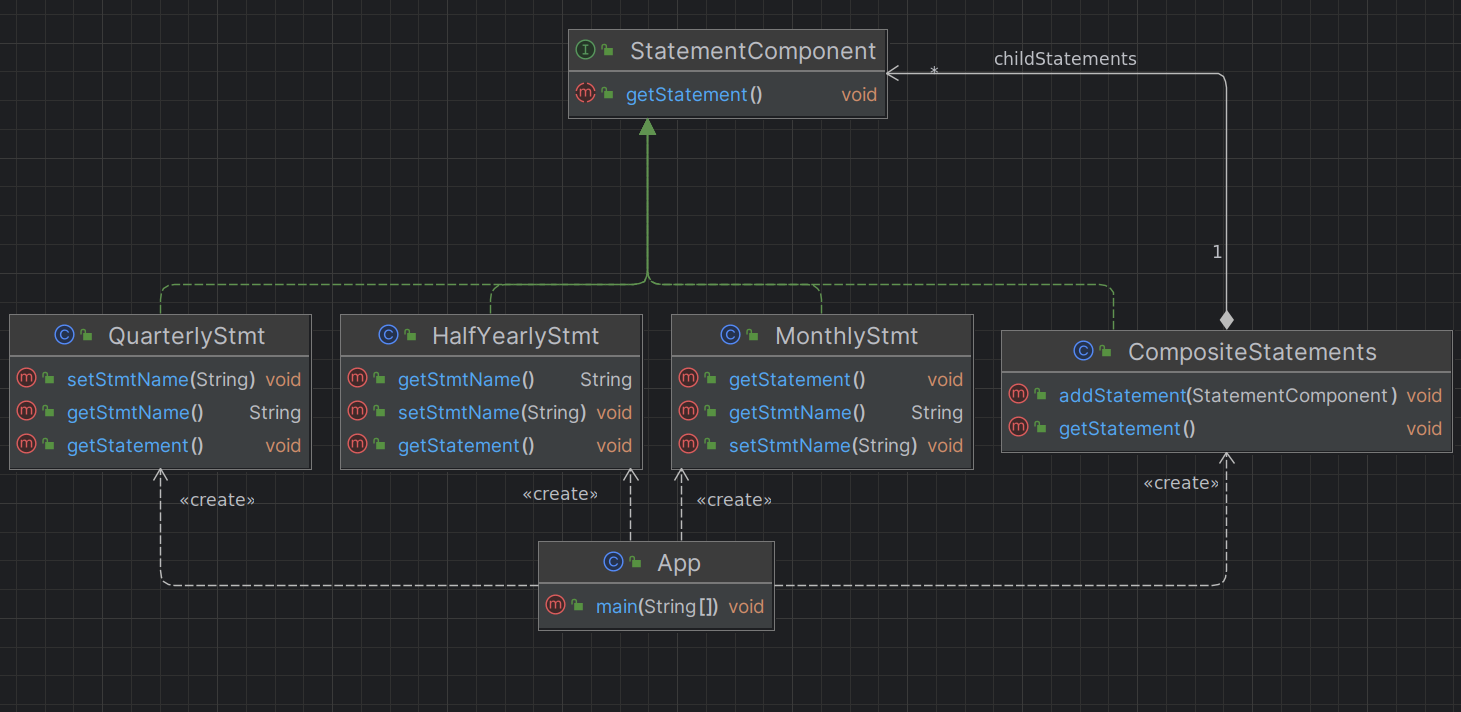 StatementComponent
getStatement() void
childStatements
*
1
QuarterlyStmt
setStmtName(String) void
getStmtName() String
getStatement() void
HalfYearlyStmt
getStmtName() String
setStmtName(String) void
getStatement() void
MonthlyStmt
getStatement() void
getStmtName() String
setStmtName(String) void
CompositeStatements
addStatement(StatementComponent) void
getStatement() void
«create»
«create»
«create»
«create»
App
main(String[]) void